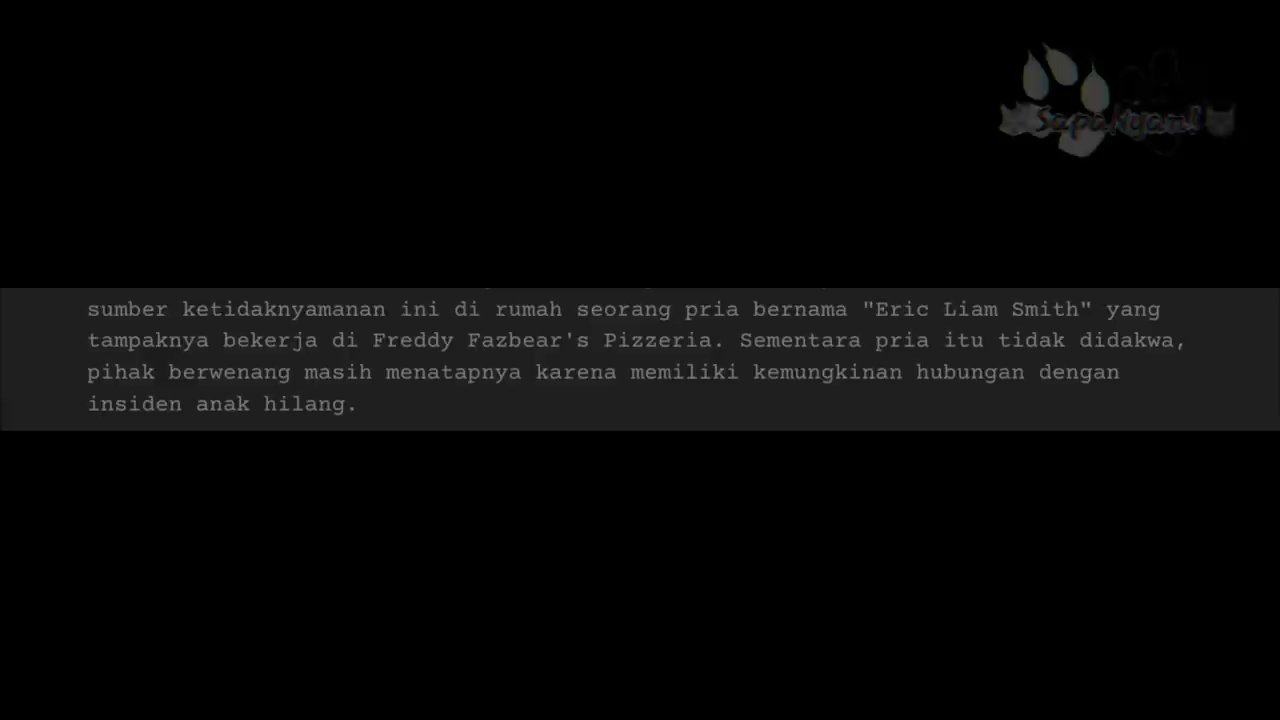 SapuNyan!
sumber ketidaknyamanan ini di rumah seorang pria bernama "Eric Liam Smith" yang
tampaknya bekerja di Freddy Fazbear's Pizzeria. Sementara pria itu tidak didakwa,
pihak berwenang masih menatapnya karena memiliki kemungkinan hubungan dengan
insiden anak hilang.